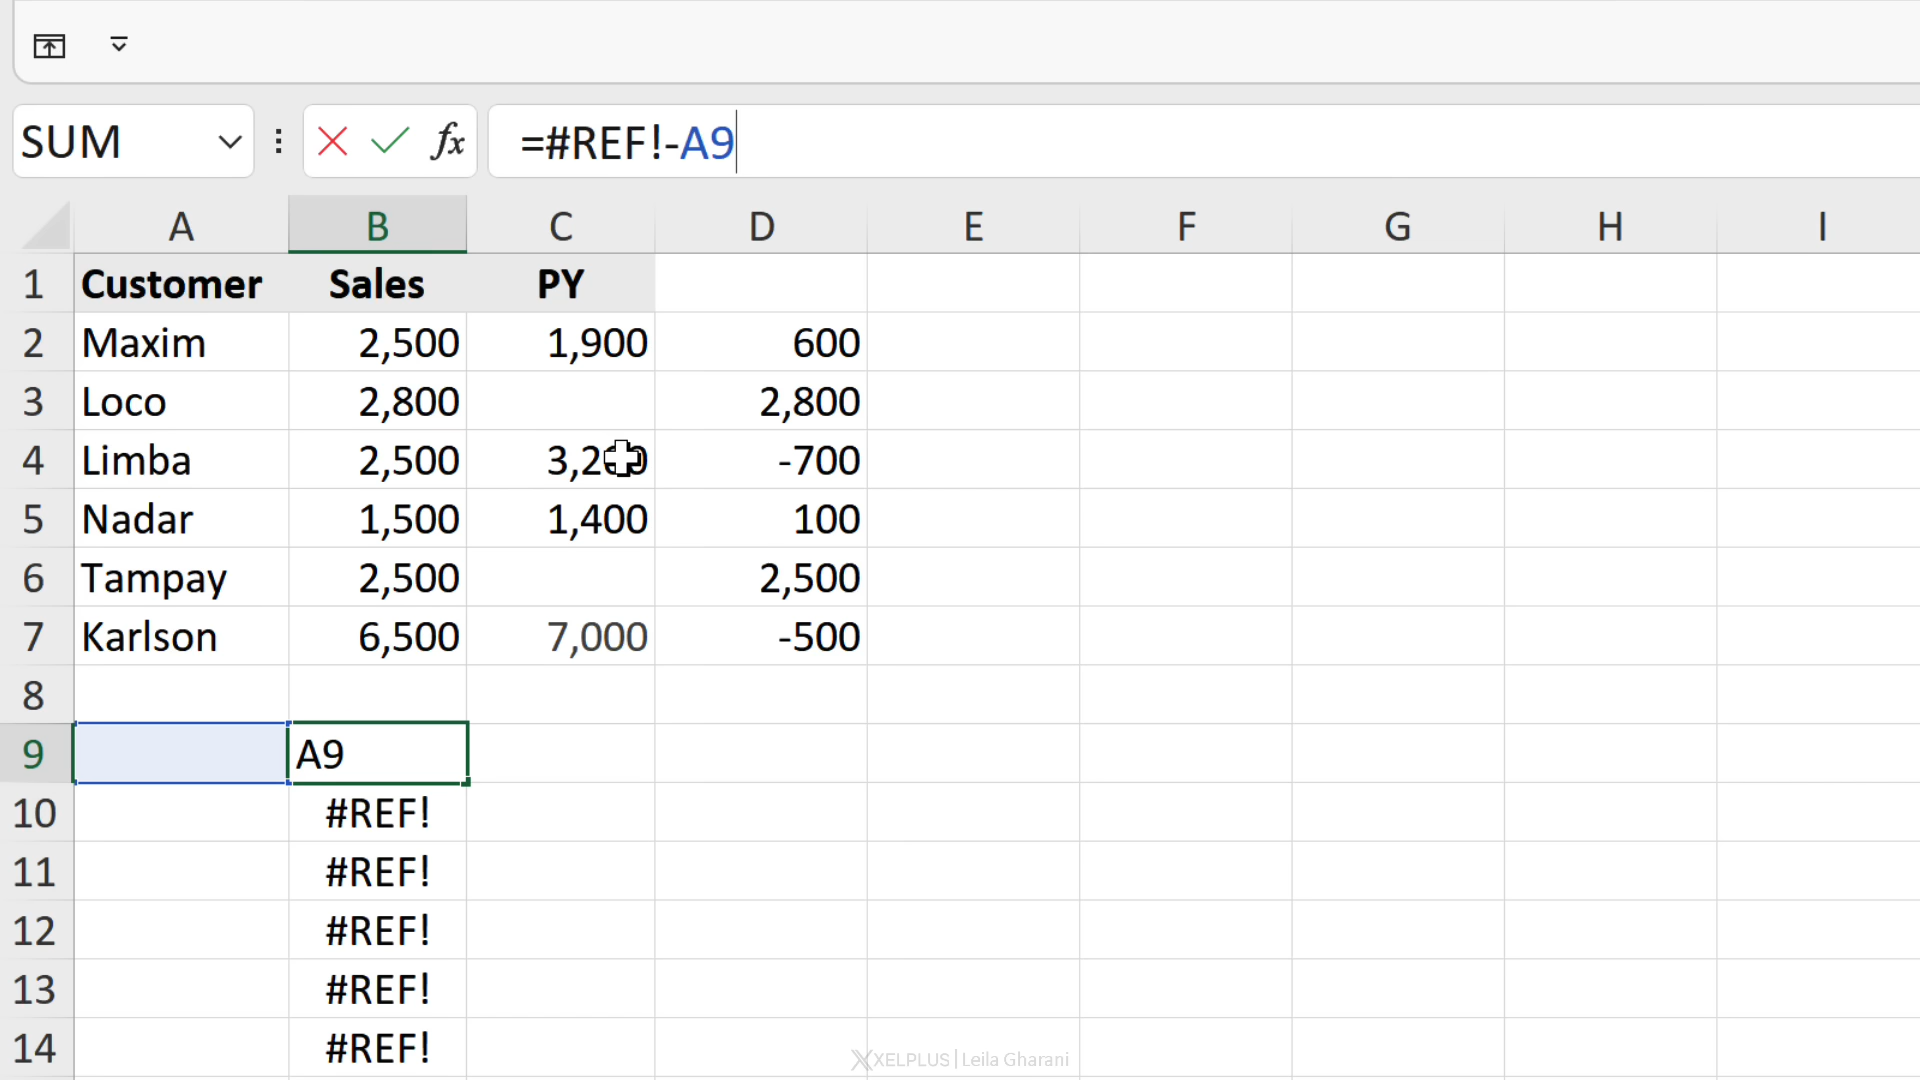 SUM fx =#REF!-A9
A B C D E F G H I
1 Customer Sales PY
2 Maxim 2,500 1,900 600
3 Loco 2,800 2,800
4 Limba 2,500 -700
5 Nadar 1,500 1,400 100
6 Tampay 2,500 2,500
7 Karlson 6,500 7,000 -500
8
9 A9
10 #REF!
11 #REF!
12 #REF!
13 #REF!
14 #REF!
XELPLUS | Leila Gharani